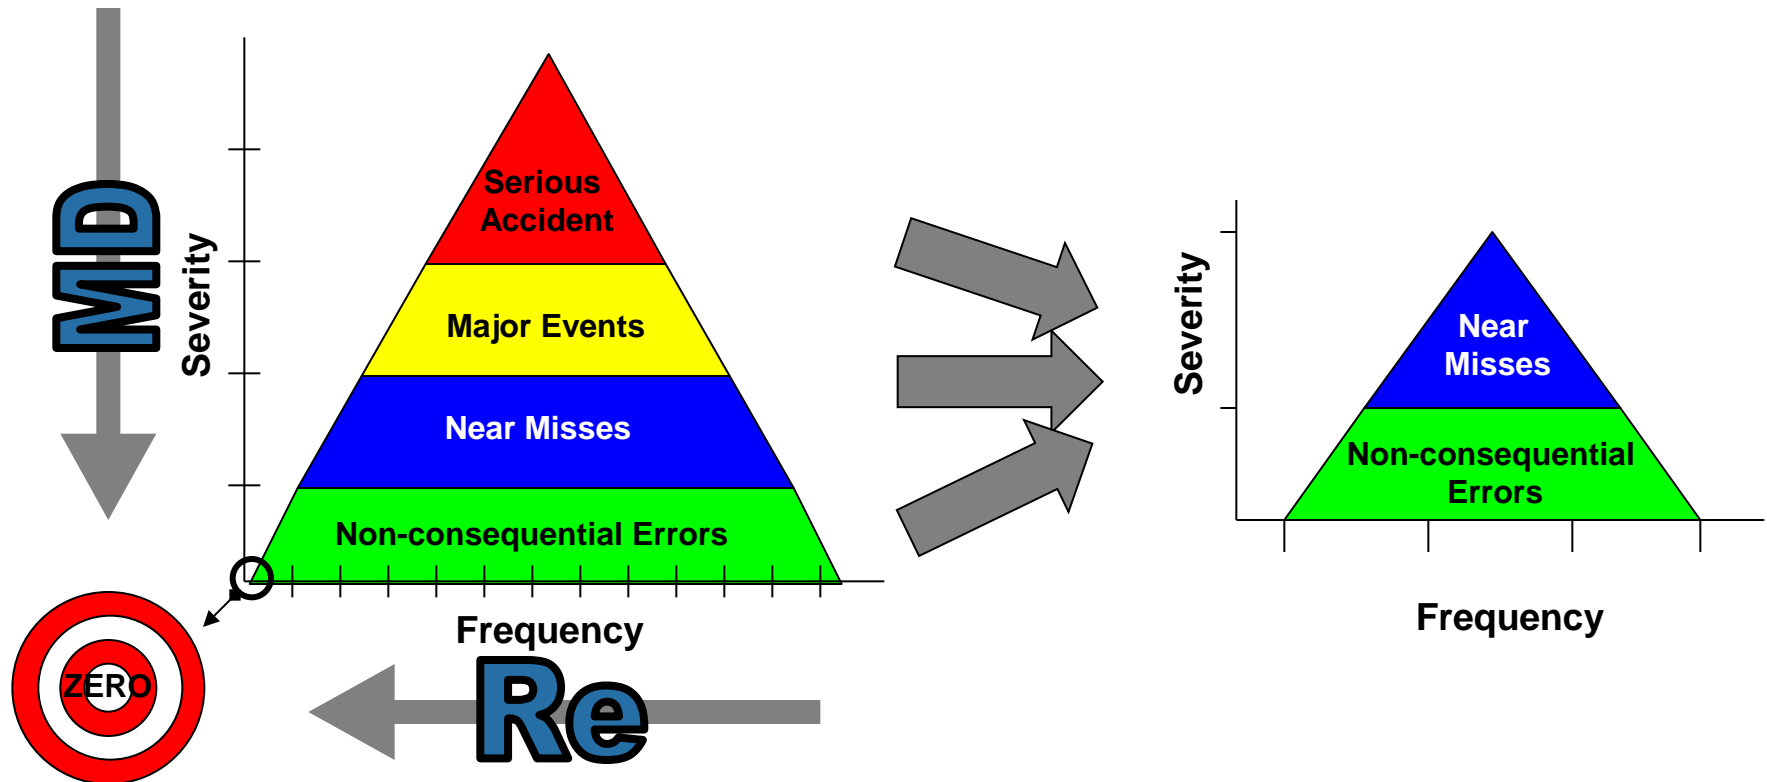 MD
Severity
Serious
Accident
Major Events
Near Misses
Non-consequential Errors
Frequency
ZERO
Re
Severity
Near
Misses
Non-consequential
Errors
Frequency